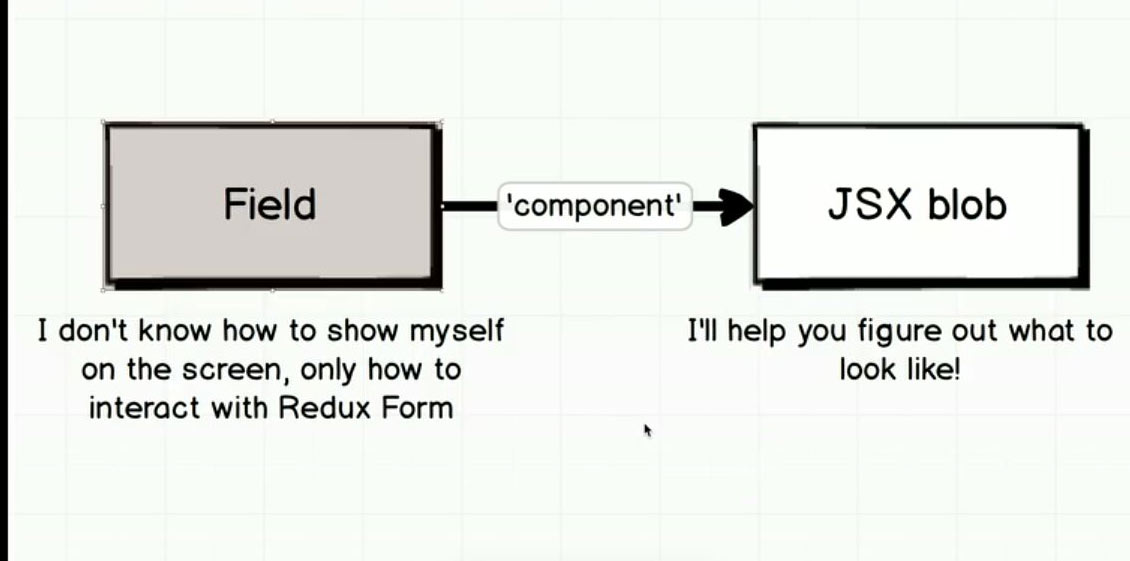 Field
'component'
JSX blob
I don't know how to show myself
on the screen, only how to
interact with Redux Form
I'll help you figure out what to
look like!